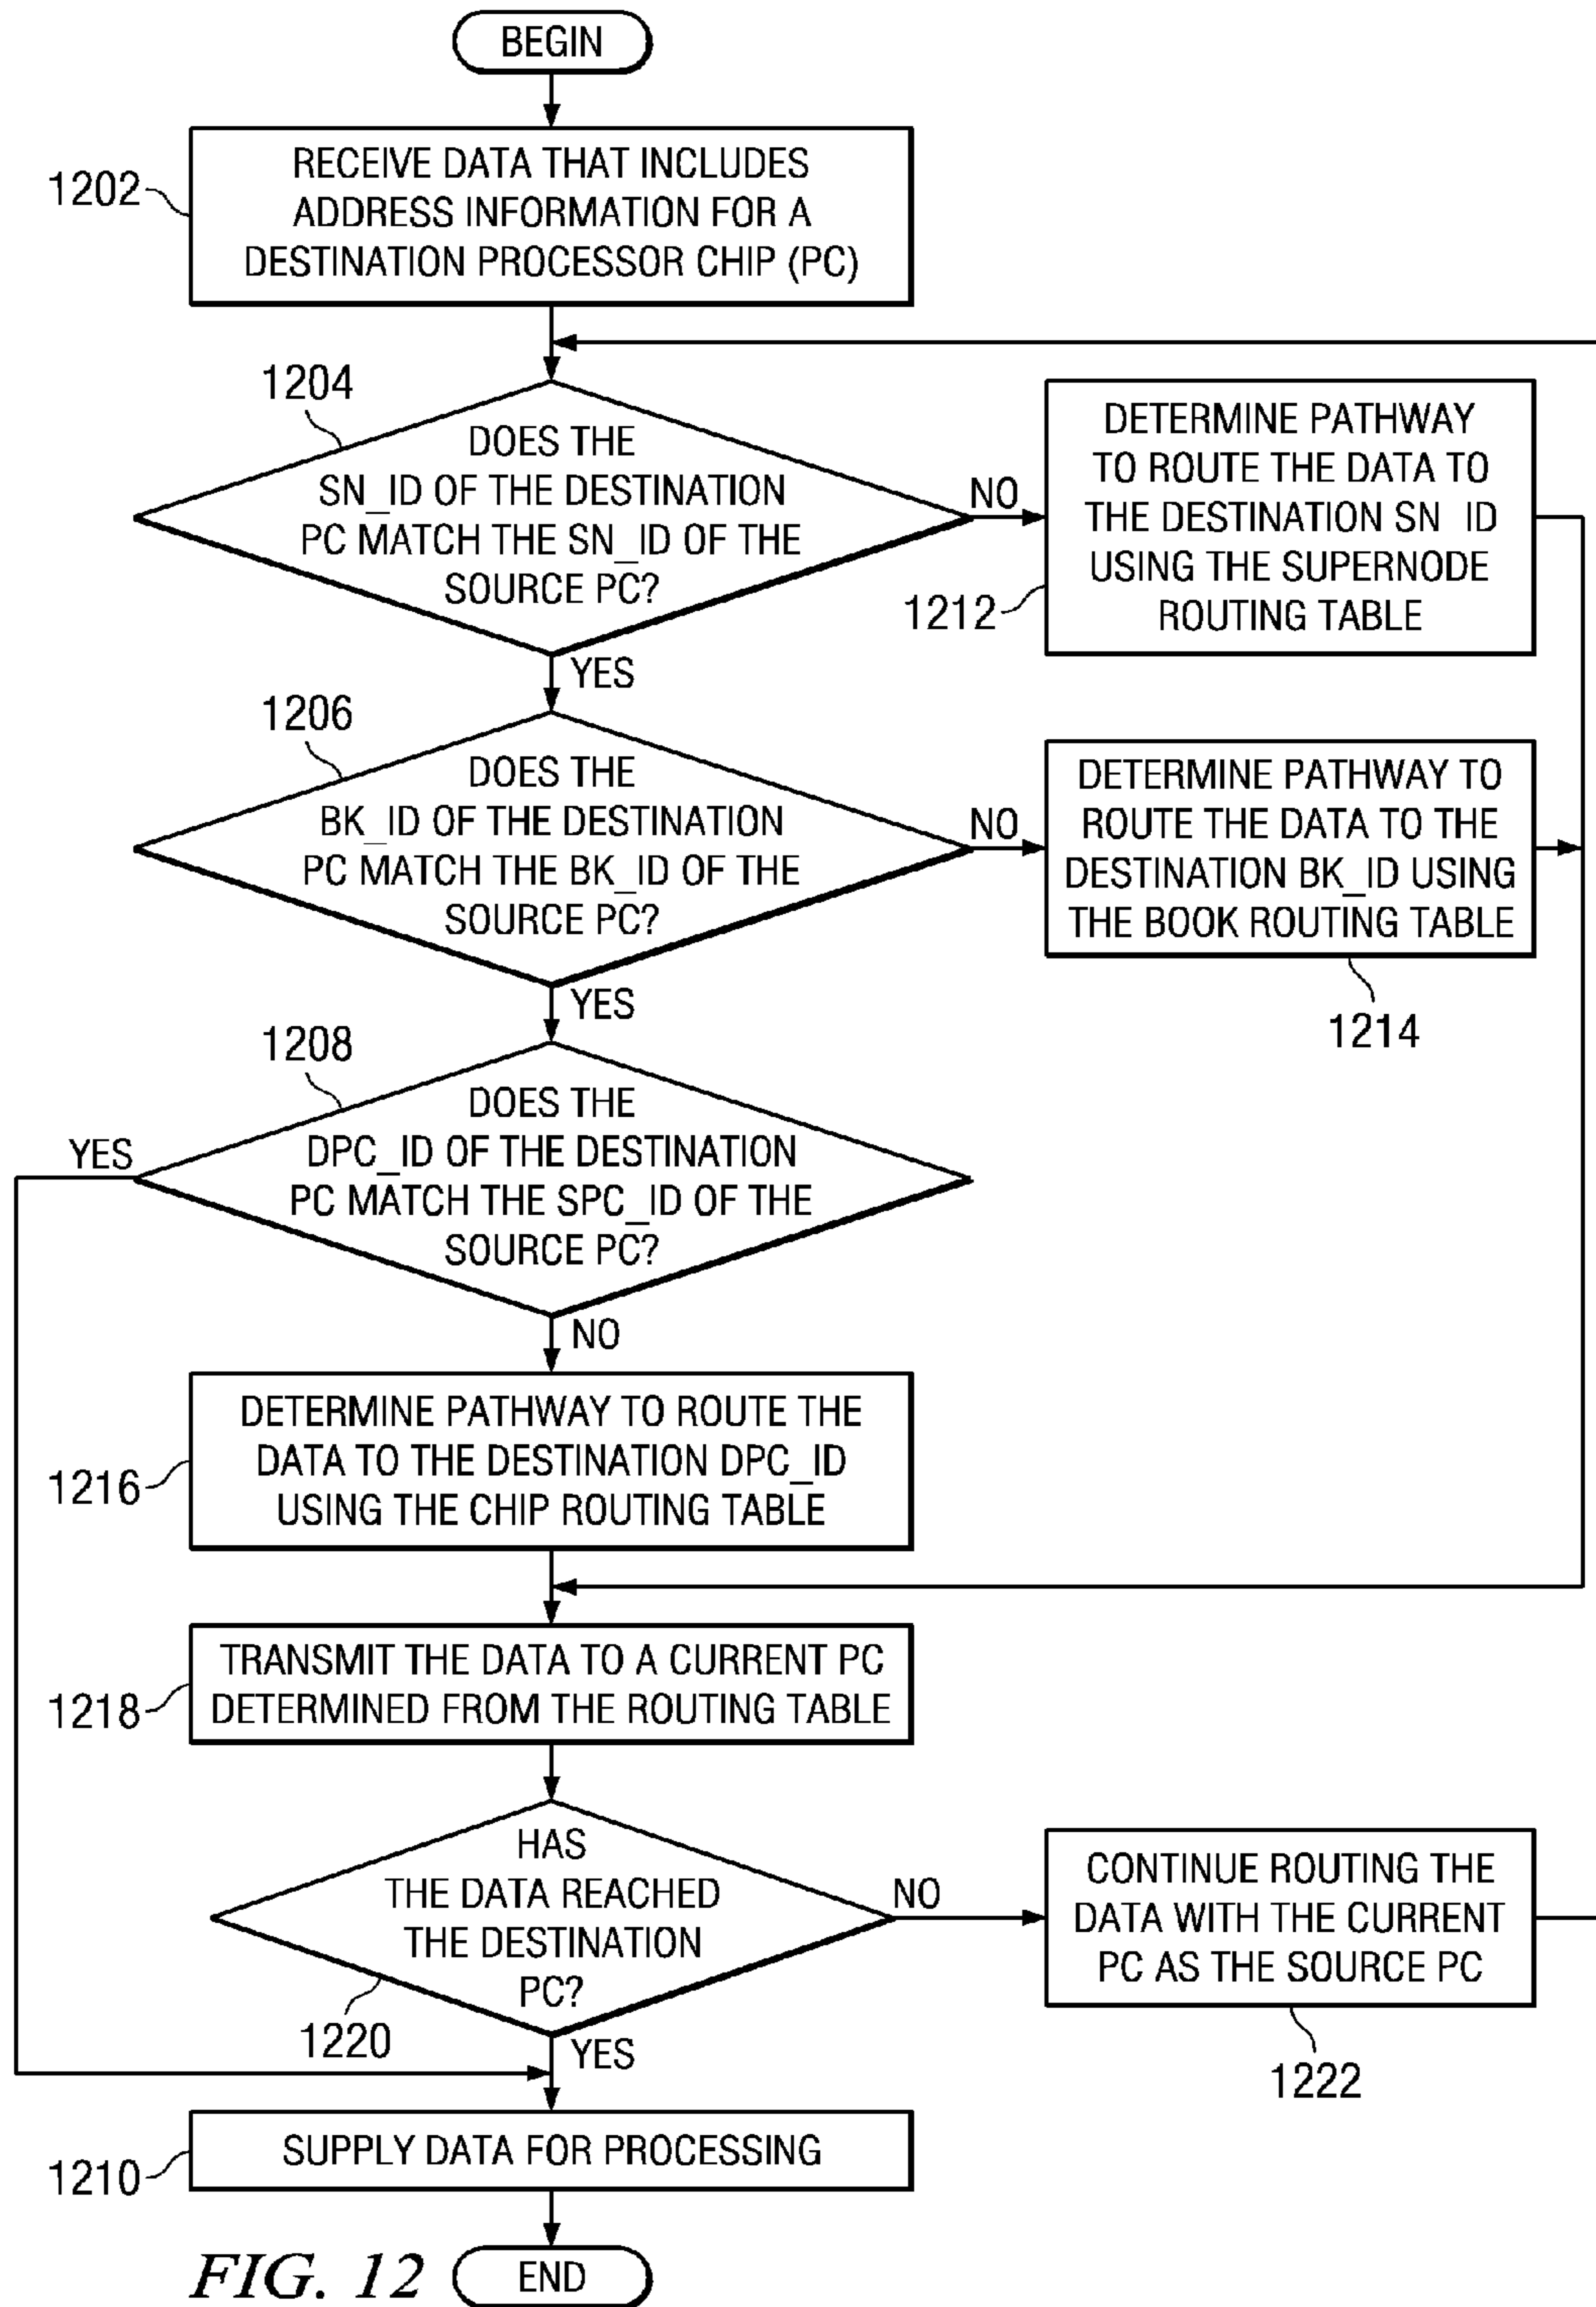 BEGIN
1202
RECEIVE DATA THAT INCLUDES
ADDRESS INFORMATION FOR A
DESTINATION PROCESSOR CHIP (PC)
1204
DOES THE
SN_ID OF THE DESTINATION
PC MATCH THE SN_ID OF THE
SOURCE PC?
NO
YES
1212
DETERMINE PATHWAY
TO ROUTE THE DATA TO
THE DESTINATION SN_ID
USING THE SUPERNODE
ROUTING TABLE
1206
DOES THE
BK_ID OF THE DESTINATION
PC MATCH THE BK_ID OF THE
SOURCE PC?
NO
YES
DETERMINE PATHWAY TO
ROUTE THE DATA TO THE
DESTINATION BK_ID USING
THE BOOK ROUTING TABLE
1214
1208
DOES THE
DPC_ID OF THE DESTINATION
PC MATCH THE SPC_ID OF THE
SOURCE PC?
YES
NO
1216
DETERMINE PATHWAY TO ROUTE THE
DATA TO THE DESTINATION DPC_ID
USING THE CHIP ROUTING TABLE
1218
TRANSMIT THE DATA TO A CURRENT PC
DETERMINED FROM THE ROUTING TABLE
HAS
THE DATA REACHED
THE DESTINATION
PC?
1220
NO
YES
CONTINUE ROUTING THE
DATA WITH THE CURRENT
PC AS THE SOURCE PC
1222
1210
SUPPLY DATA FOR PROCESSING
FIG. 12
END